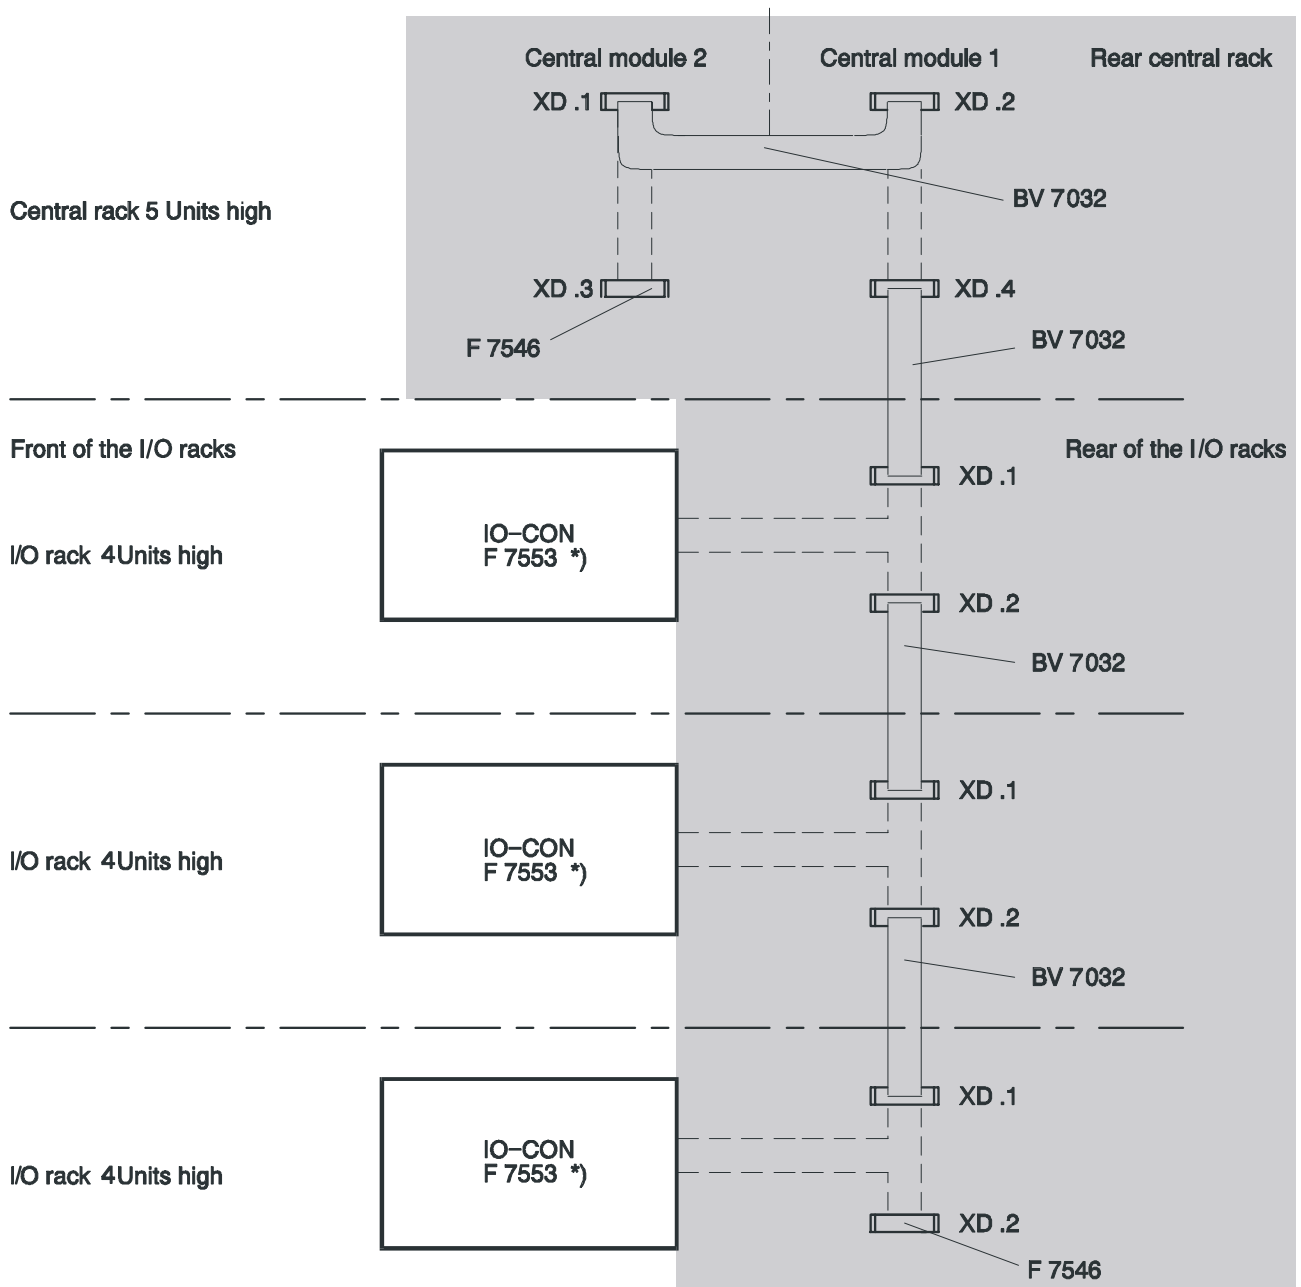 Central module 2
Central module 1
Rear central rack
XD .1
XD .2
BV 7032
Central rack 5 Units high
XD .3
XD .4
F 7546
BV 7032
Front of the I/O racks
Rear of the I/O racks
XD .1
IO-CON
F 7553 *)
I/O rack 4Units high
XD .2
BV 7032
XD .1
IO-CON
F 7553 *)
I/O rack 4Units high
XD .2
BV 7032
XD .1
IO-CON
F 7553 *)
I/O rack 4Units high
XD .2
F 7546